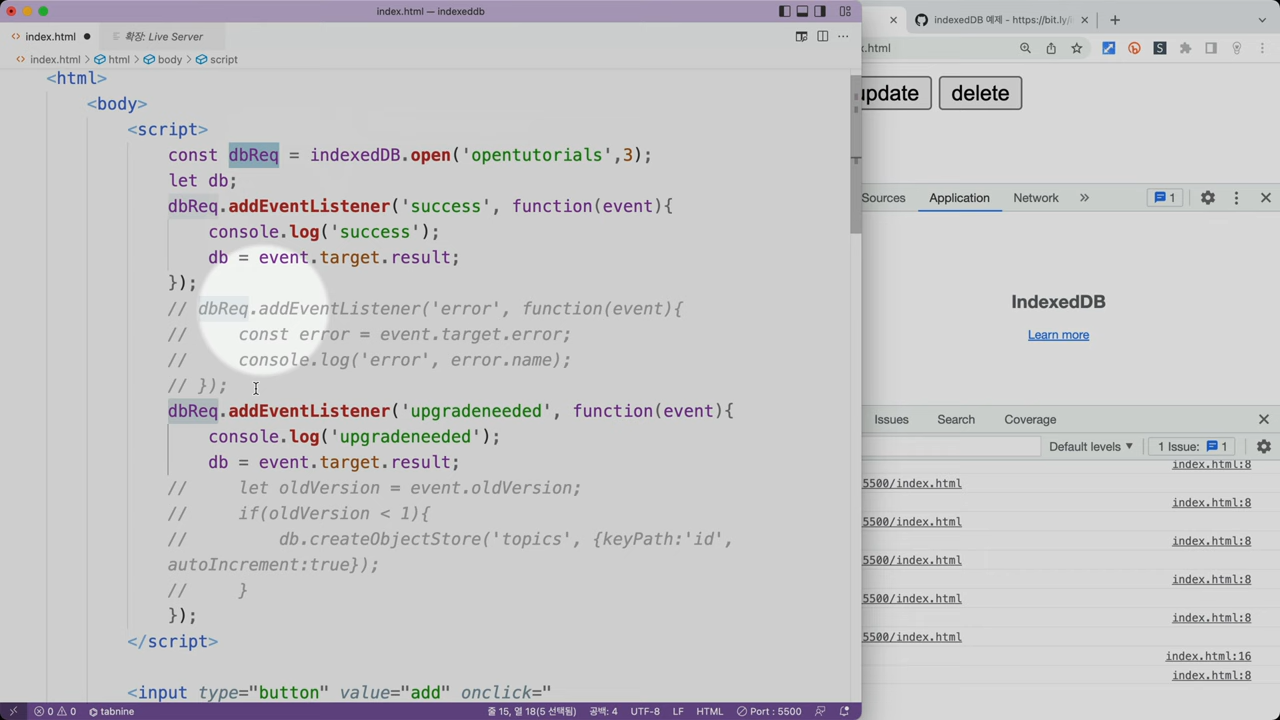 index.html — indexeddb
index.html
확장: Live Server
index.html
html
body
script
<html>
<body>
<script>
const dbReq = indexedDB.open('opentutorials',3);
let db;
dbReq.addEventListener('success', function(event){
console.log('success');
db = event.target.result;
});
// dbReq.addEventListener('error', function(event){
// const error = event.target.error;
// console.log('error', error.name);
// });
dbReq.addEventListener('upgradeneeded', function(event){
console.log('upgradeneeded');
db = event.target.result;
// let oldVersion = event.oldVersion;
// if(oldVersion < 1){
// db.createObjectStore('topics', {keyPath:'id',
autoIncrement:true});
// }
});
</script>
<input type="button" value="add" onclick="
0
0
tabnine
줄 15, 열 18(5 선택됨)
공백: 4
UTF-8
LF
HTML
Port : 5500
indexedDB 예제 - https://bit.ly/
.html
update
delete
Sources
Application
Network
1
IndexedDB
Learn more
Issues
Search
Coverage
Default levels
1 Issue:
1
index.html:8
5500/index.html
index.html:8
5500/index.html
index.html:8
5500/index.html
index.html:8
5500/index.html
index.html:8
5500/index.html
index.html:16
index.html:8